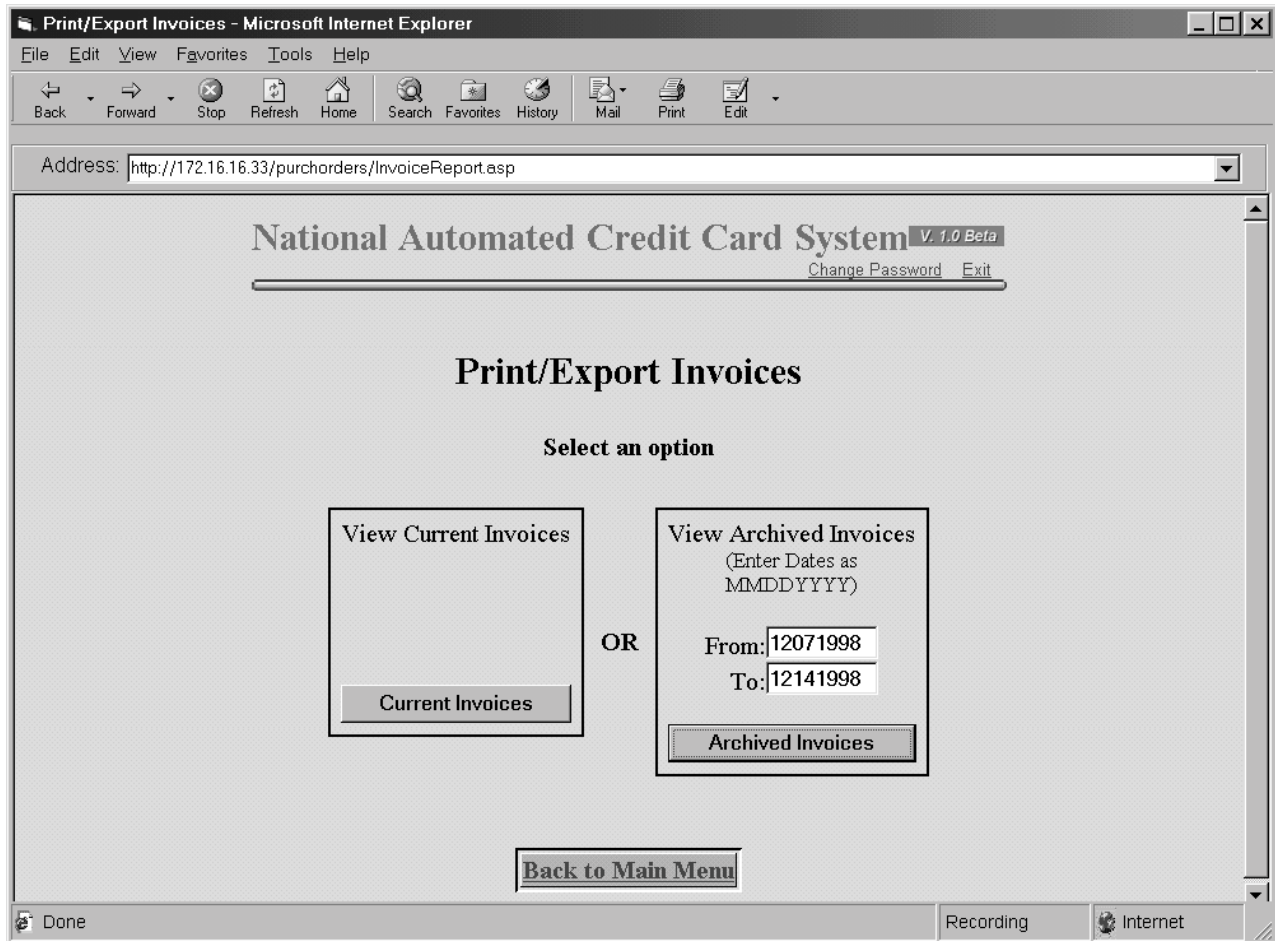 Print/Export Invoices - Microsoft Internet Explorer
File Edit View Favorites Tools Help
Back Forward Stop Refresh Home Search Favorites History Mail Print Edit
Address: http://172.16.16.33/purchorders/InvoiceReport.asp
National Automated Credit Card System V. 1.0 Beta
Change Password Exit
Print/Export Invoices
Select an option
View Current Invoices
Current Invoices
OR
View Archived Invoices
(Enter Dates as
MMDDYYYY)
From: 12071998
To: 12141998
Archived Invoices
Back to Main Menu
Done Recording Internet